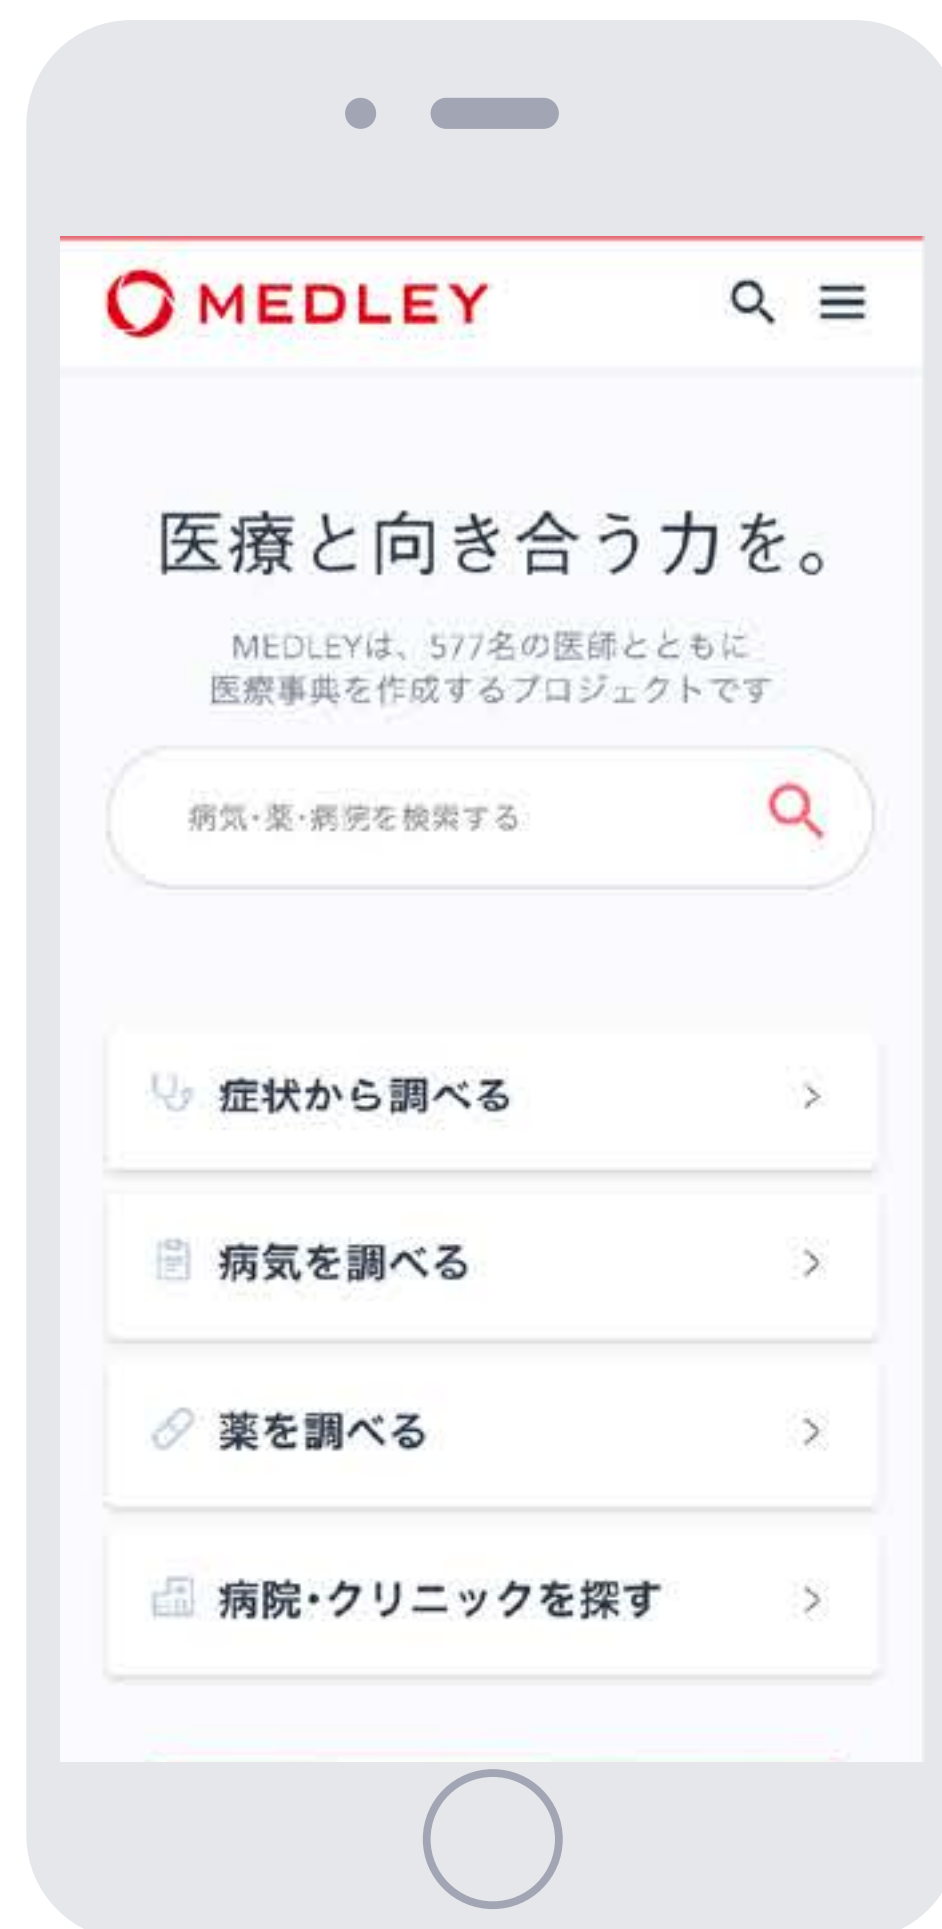 MEDLEY
医療と向き合う力を。
MEDLEYは、577名の医師とともに
医療事典を作成するプロジェクトです
病気・薬・病院を検索する
症状から調べる
病気を調べる
薬を調べる
病院・クリニックを探す